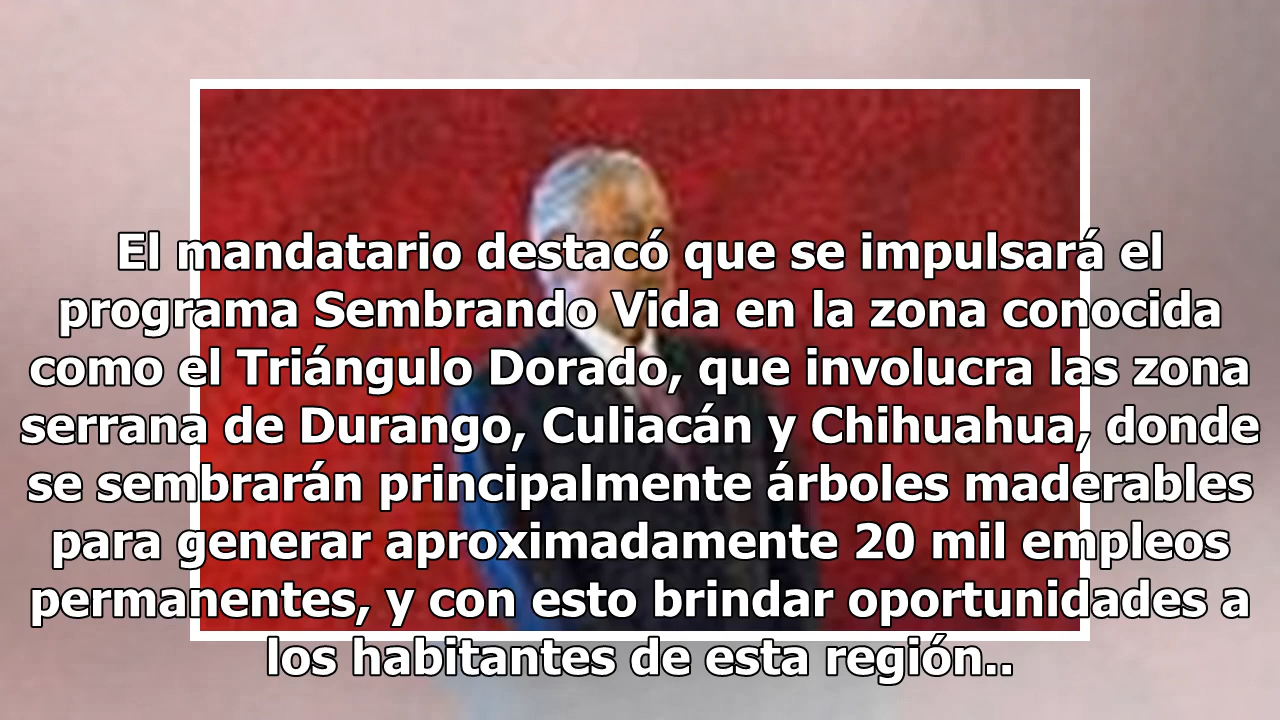 El mandatario destacó que se impulsará el
programa Sembrando Vida en la zona conocida
como el Triángulo Dorado, que involucra las zona
serrana de Durango, Culiacán y Chihuahua, donde
se sembrarán principalmente árboles maderables
para generar aproximadamente 20 mil empleos
permanentes, y con esto brindar oportunidades a
los habitantes de esta región..